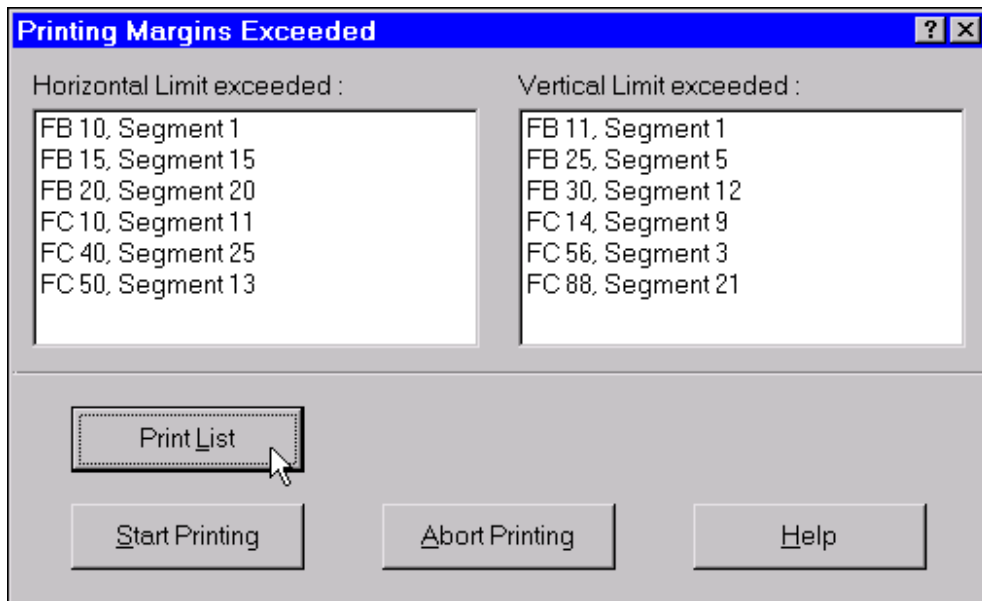 Printing Margins Exceeded
Horizontal Limit exceeded :
FB 10, Segment 1
FB 15, Segment 15
FB 20, Segment 20
FC 10, Segment 11
FC 40, Segment 25
FC 50, Segment 13
Vertical Limit exceeded :
FB 11, Segment 1
FB 25, Segment 5
FB 30, Segment 12
FC 14, Segment 9
FC 56, Segment 3
FC 88, Segment 21
Print List
Start Printing
Abort Printing
Help